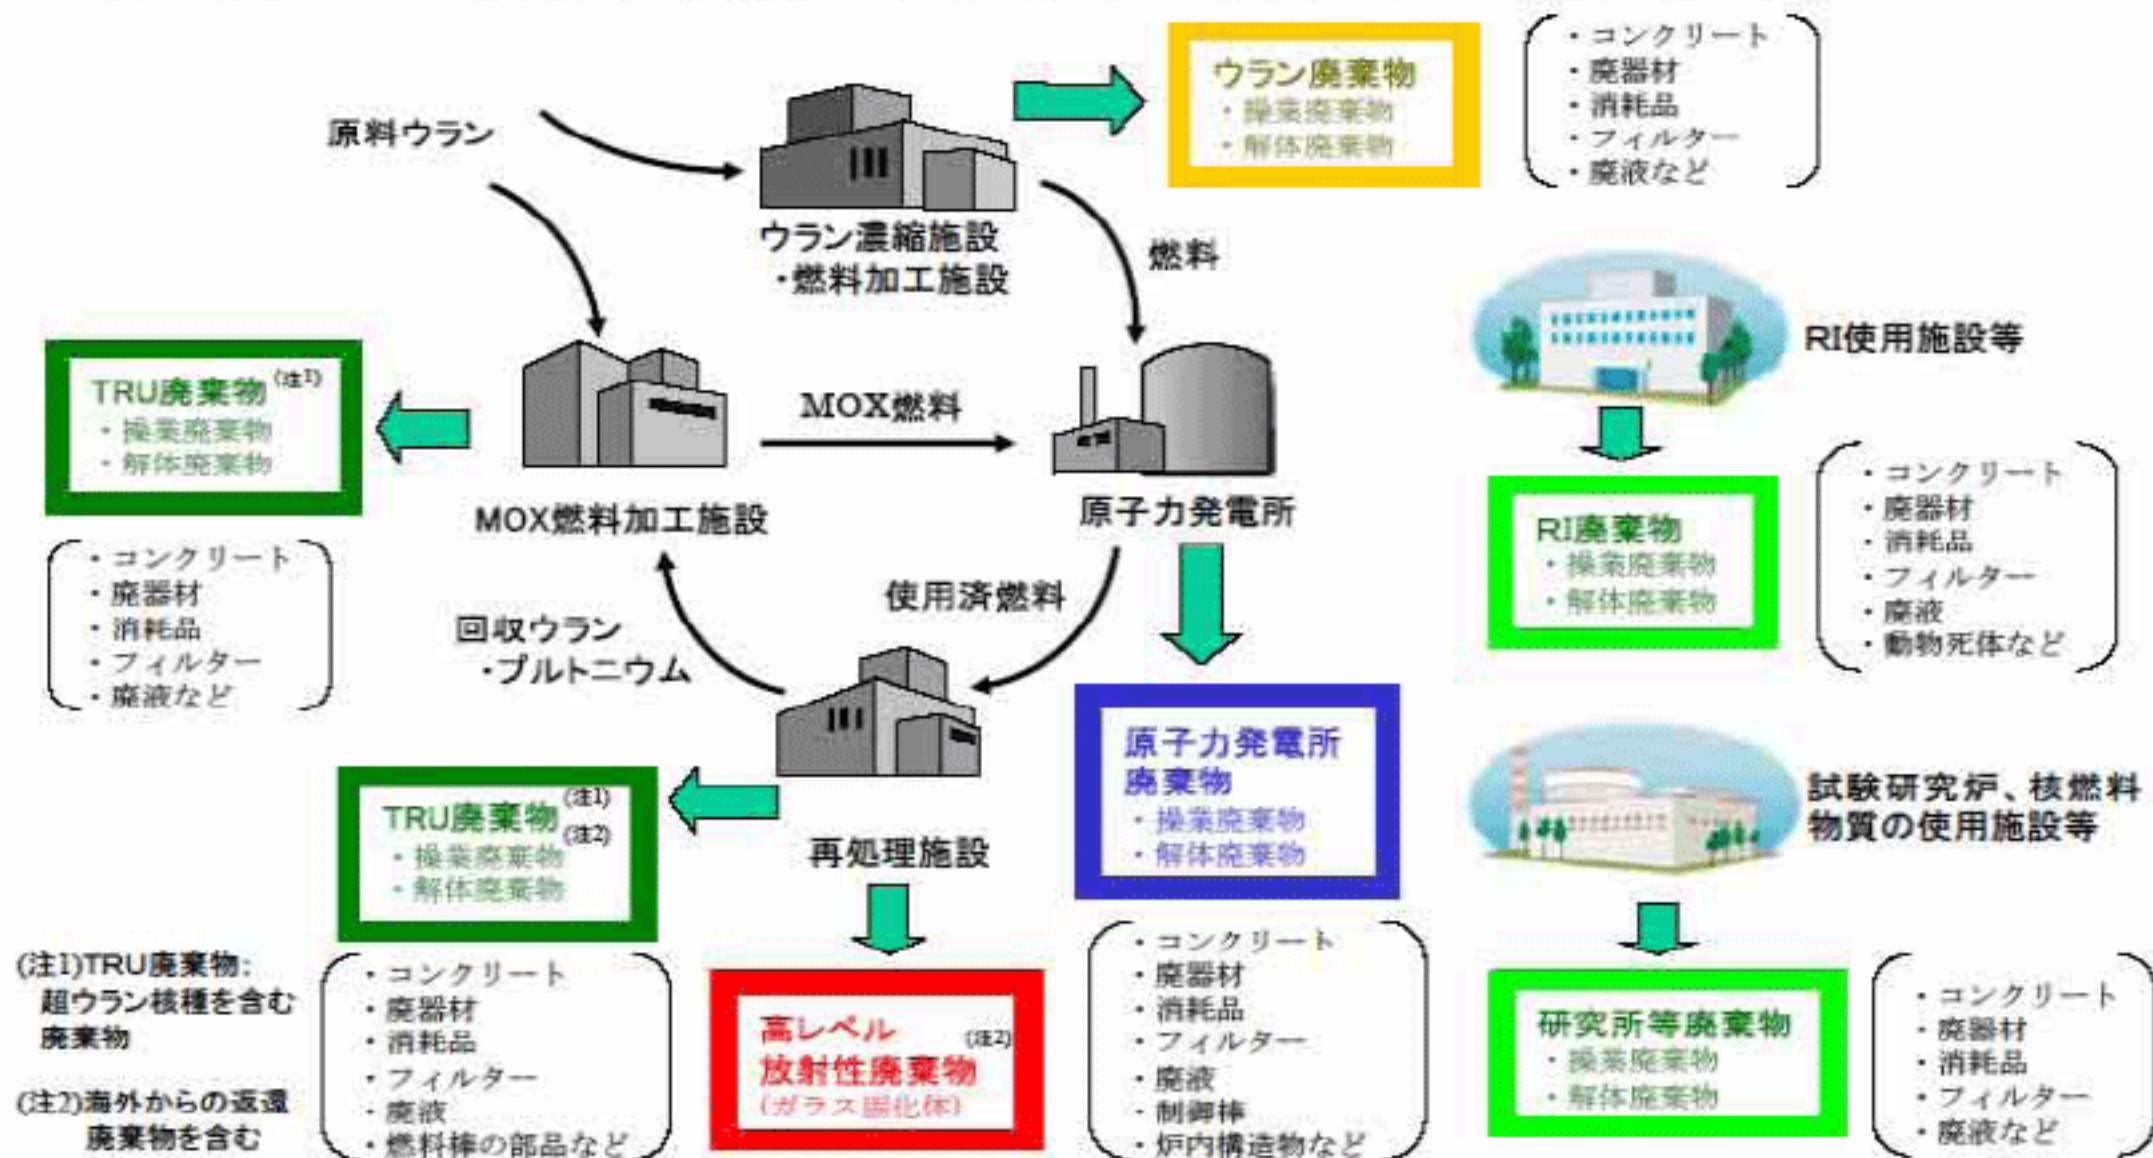 ウラン廃棄物
・操業廃棄物
・解体廃棄物
・コンクリート
・廃器材
・消耗品
・フィルター
・廃液など
原料ウラン
ウラン濃縮施設
・燃料加工施設
燃料
RI使用施設等
TRU廃棄物(注1)
・操業廃棄物
・解体廃棄物
・コンクリート
・廃器材
・消耗品
・フィルター
・廃液など
MOX燃料
MOX燃料加工施設
原子力発電所
RI廃棄物
・操業廃棄物
・解体廃棄物
・コンクリート
・廃器材
・消耗品
・フィルター
・廃液
・動物死体など
使用済燃料
回収ウラン
・プルトニウム
原子力発電所
廃棄物
・操業廃棄物
・解体廃棄物
・コンクリート
・廃器材
・消耗品
・フィルター
・廃液
・制御棒
・炉内構造物など
試験研究炉、核燃料
物質の使用施設等
TRU廃棄物(注1)
(注2)
・操業廃棄物
・解体廃棄物
・コンクリート
・廃器材
・消耗品
・フィルター
・廃液
・燃料棒の部品など
再処理施設
高レベル
放射性廃棄物(注2)
(ガラス固化体)
研究所等廃棄物
・操業廃棄物
・解体廃棄物
・コンクリート
・廃器材
・消耗品
・フィルター
・廃液など
(注1)TRU廃棄物:
超ウラン核種を含む
廃棄物
(注2)海外からの返還
廃棄物を含む